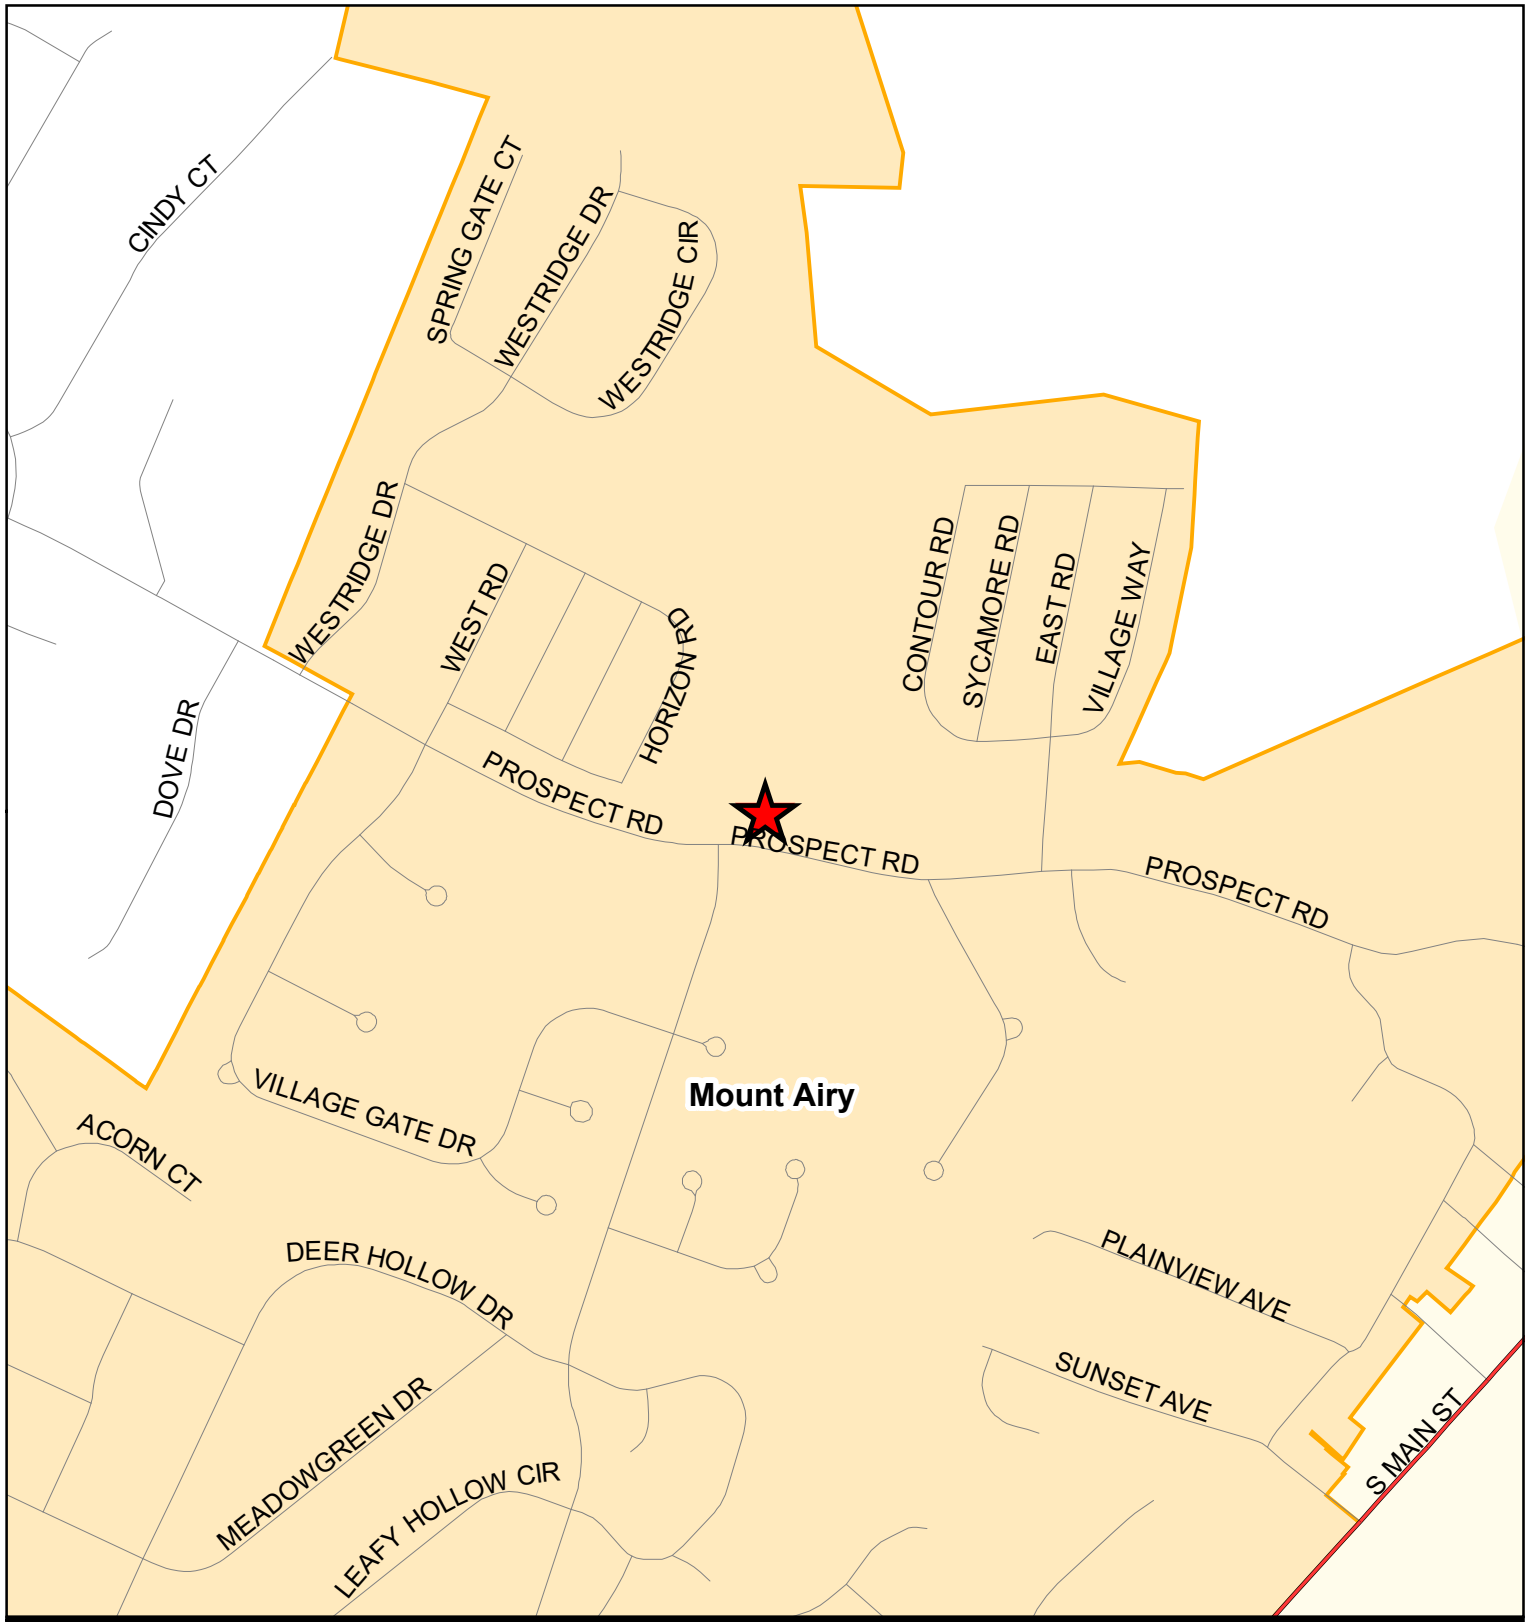 CINDY CT
SPRING GATE CT
WESTRIDGE DR
WESTRIDGE CIR
WESTRIDGE DR
WEST RD
HORIZON RD
CONTOUR RD
SYCAMORE RD
EAST RD
VILLAGE WAY
DOVE DR
PROSPECT RD
PROSPECT RD
PROSPECT RD
Mount Airy
VILLAGE GATE DR
ACORN CT
DEER HOLLOW DR
PLAINVIEW AVE
SUNSET AVE
MEADOWGREEN DR
LEAFY HOLLOW CIR
S MAIN ST